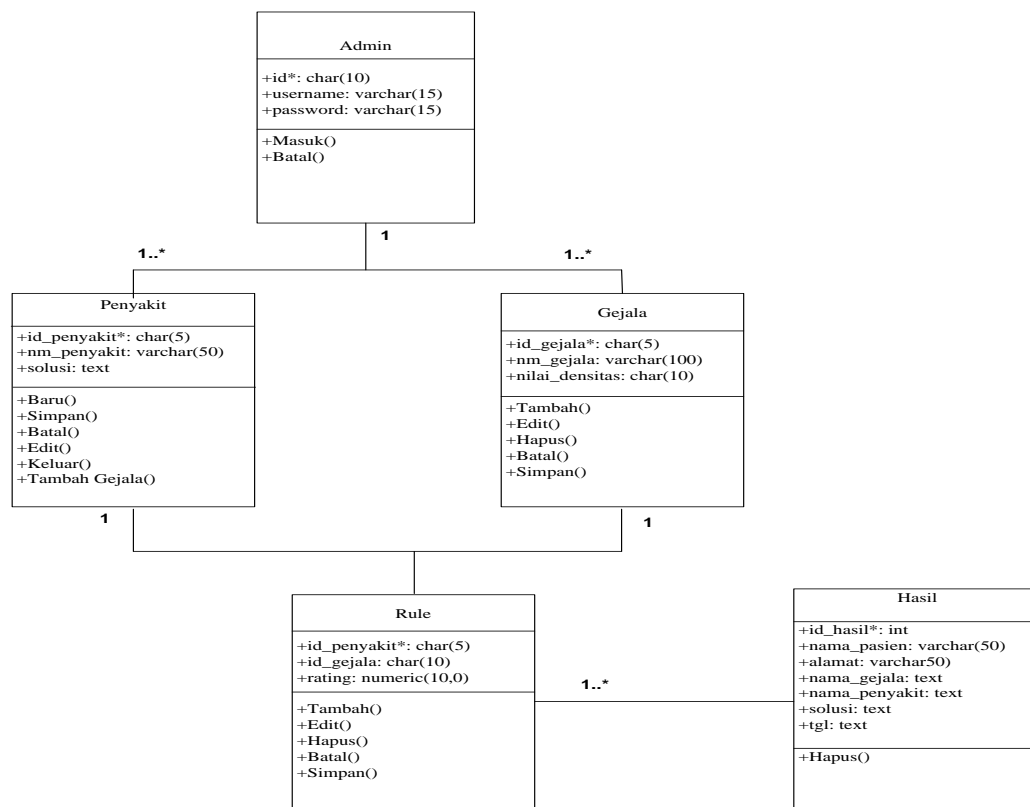 Admin
+id*: char(10)
+username: varchar(15)
+password: varchar(15)
+Masuk()
+Batal()
1
1..*
1..*
Penyakit
+id_penyakit*: char(5)
+nm_penyakit: varchar(50)
+solusi: text
+Baru()
+Simpan()
+Batal()
+Edit()
+Keluar()
+Tambah Gejala()
1
Gejala
+id_gejala*: char(5)
+nm_gejala: varchar(100)
+nilai_densitas: char(10)
+Tambah()
+Edit()
+Hapus()
+Batal()
+Simpan()
1
Rule
+id_penyakit*: char(5)
+id_gejala: char(10)
+rating: numeric(10,0)
+Tambah()
+Edit()
+Hapus()
+Batal()
+Simpan()
1..*
Hasil
+id_hasil*: int
+nama_pasien: varchar(50)
+alamat: varchar50)
+nama_gejala: text
+nama_penyakit: text
+solusi: text
+tgl: text
+Hapus()